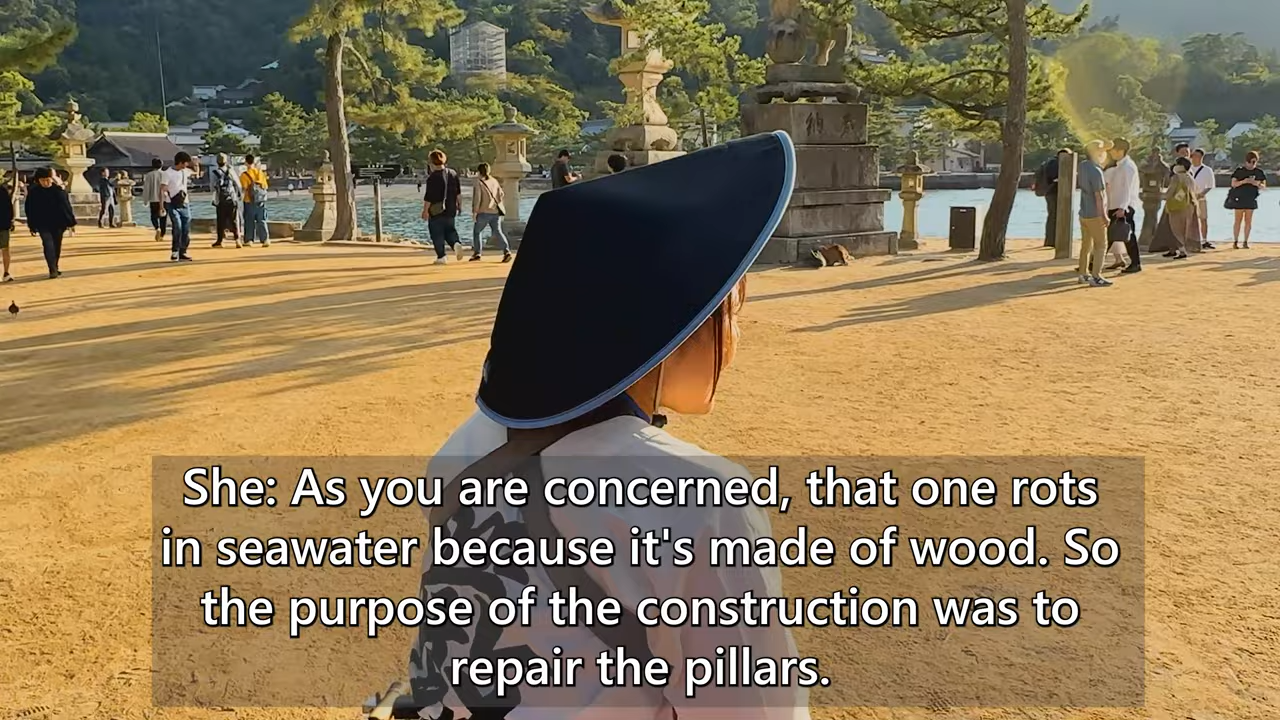 She: As you are concerned, that one rots
in seawater because it's made of wood. So
the purpose of the construction was to
repair the pillars.